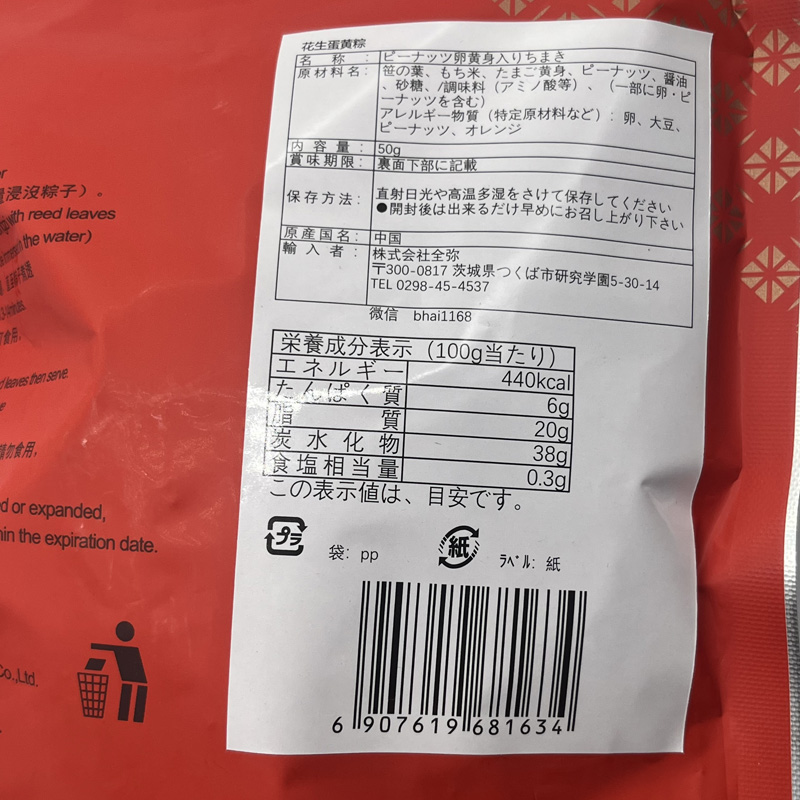 花生蛋黄粽
名称：ピーナッツ卵黄身入りちまき
原材料名：笹の葉、もち米、たまご黄身、ピーナッツ、醤油
、砂糖、/調味料（アミノ酸等）、（一部に卵・ピ
ーナッツを含む）
アレルギー物質（特定原材料など）：卵、大豆、
ピーナッツ、オレンジ
内容量：50g
賞味期限：裏面下部に記載
保存方法：直射日光や高温多湿をさけて保存してください
●開封後は出来るだけ早めにお召し上がり下さい
原産国名：中国
輸入者：株式会社全弥
〒300-0817 茨城県つくば市研究学園5-30-14
TEL 0298-45-4537
微信 bhai1168
栄養成分表示（100g当たり）
エネルギー 440kcal
たんぱく質 6g
脂質 20g
炭水化物 38g
食塩相当量 0.3g
この表示値は、目安です。
プラ 袋: pp 紙 ﾗﾍﾞﾙ: 紙
6 907619 681634
浸没粽子）。
with reed leaves
the water)
食用。
d leaves then serve.
勿食用，
d or expanded,
in the expiration date.
Co.,Ltd.